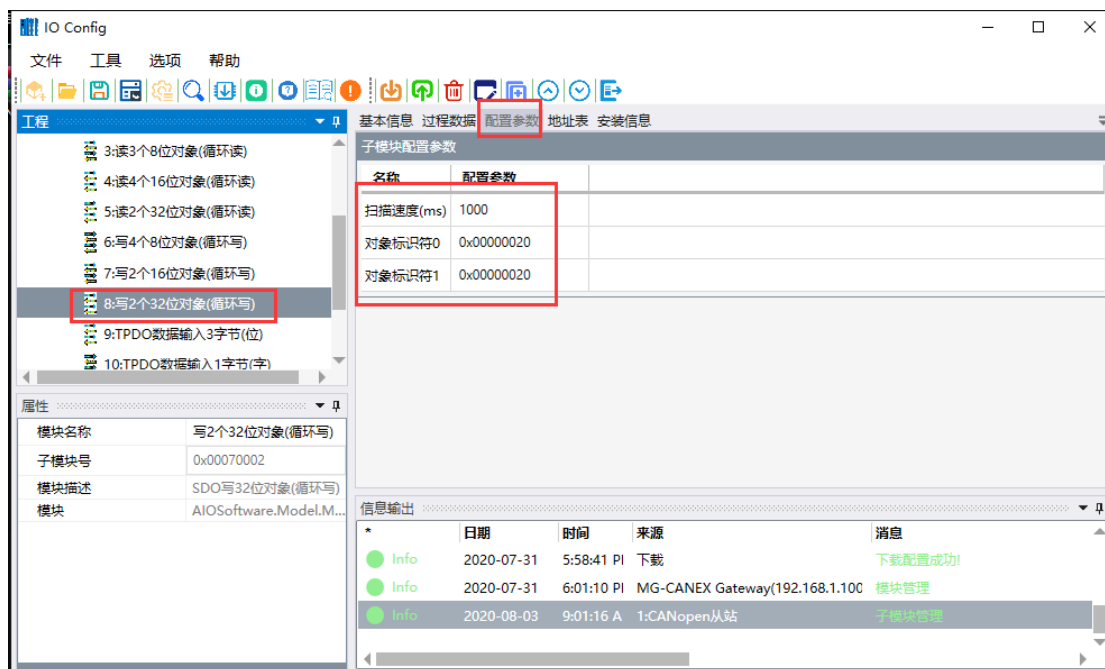 IO Config
文件 工具 选项 帮助
工程
3:读3个8位对象(循环读)
4:读4个16位对象(循环读)
5:读2个32位对象(循环读)
6:写4个8位对象(循环写)
7:写2个16位对象(循环写)
8:写2个32位对象(循环写)
9:TPDO数据输入3字节(位)
10:TPDO数据输入1字节(字)
基本信息 过程数据 配置参数 地址表 安装信息
子模块配置参数
名称 配置参数
扫描速度(ms) 1000
对象标识符0 0x00000020
对象标识符1 0x00000020
属性
模块名称 写2个32位对象(循环写)
子模块号 0x00070002
模块描述 SDO写32位对象(循环写)
模块 AIOSoftware.Model.M...
信息输出
* 日期 时间 来源 消息
Info 2020-07-31 5:58:41 PI 下载 下载配置成功!
Info 2020-07-31 6:01:10 PI MG-CANEX Gateway(192.168.1.100 模块管理
Info 2020-08-03 9:01:16 A 1:CANopen从站 子模块管理